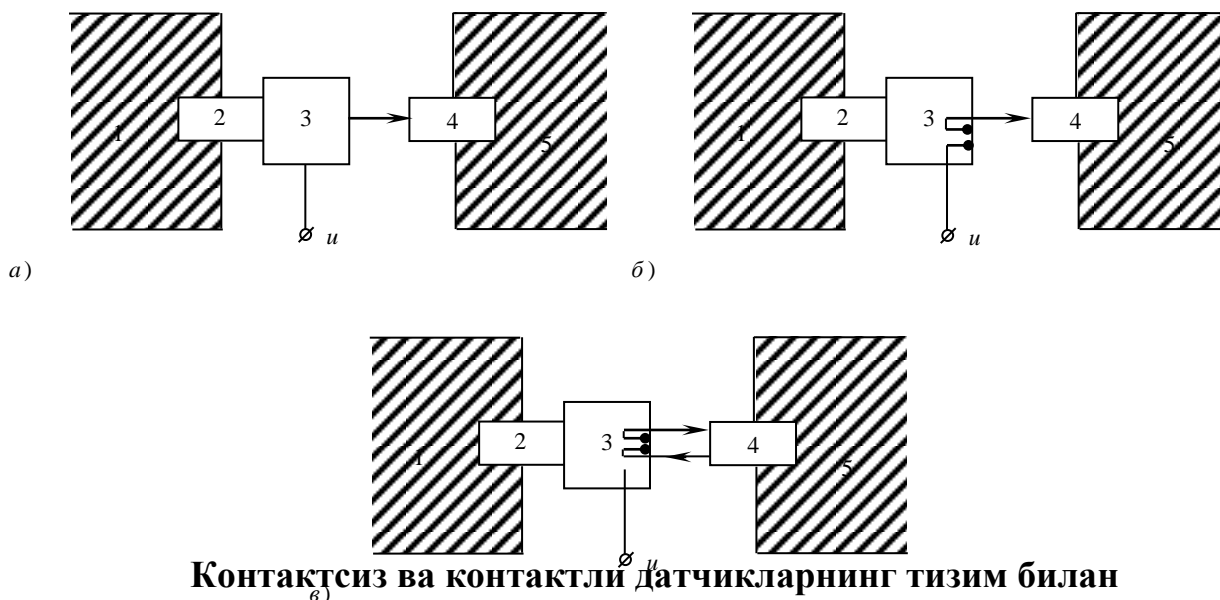 1 2 3 4 5
и
а)
1 2 3 4 5
и
б)
1 2 3 4 5
и
Контактсиз ва контактли датчикларнинг тизим билан
в)